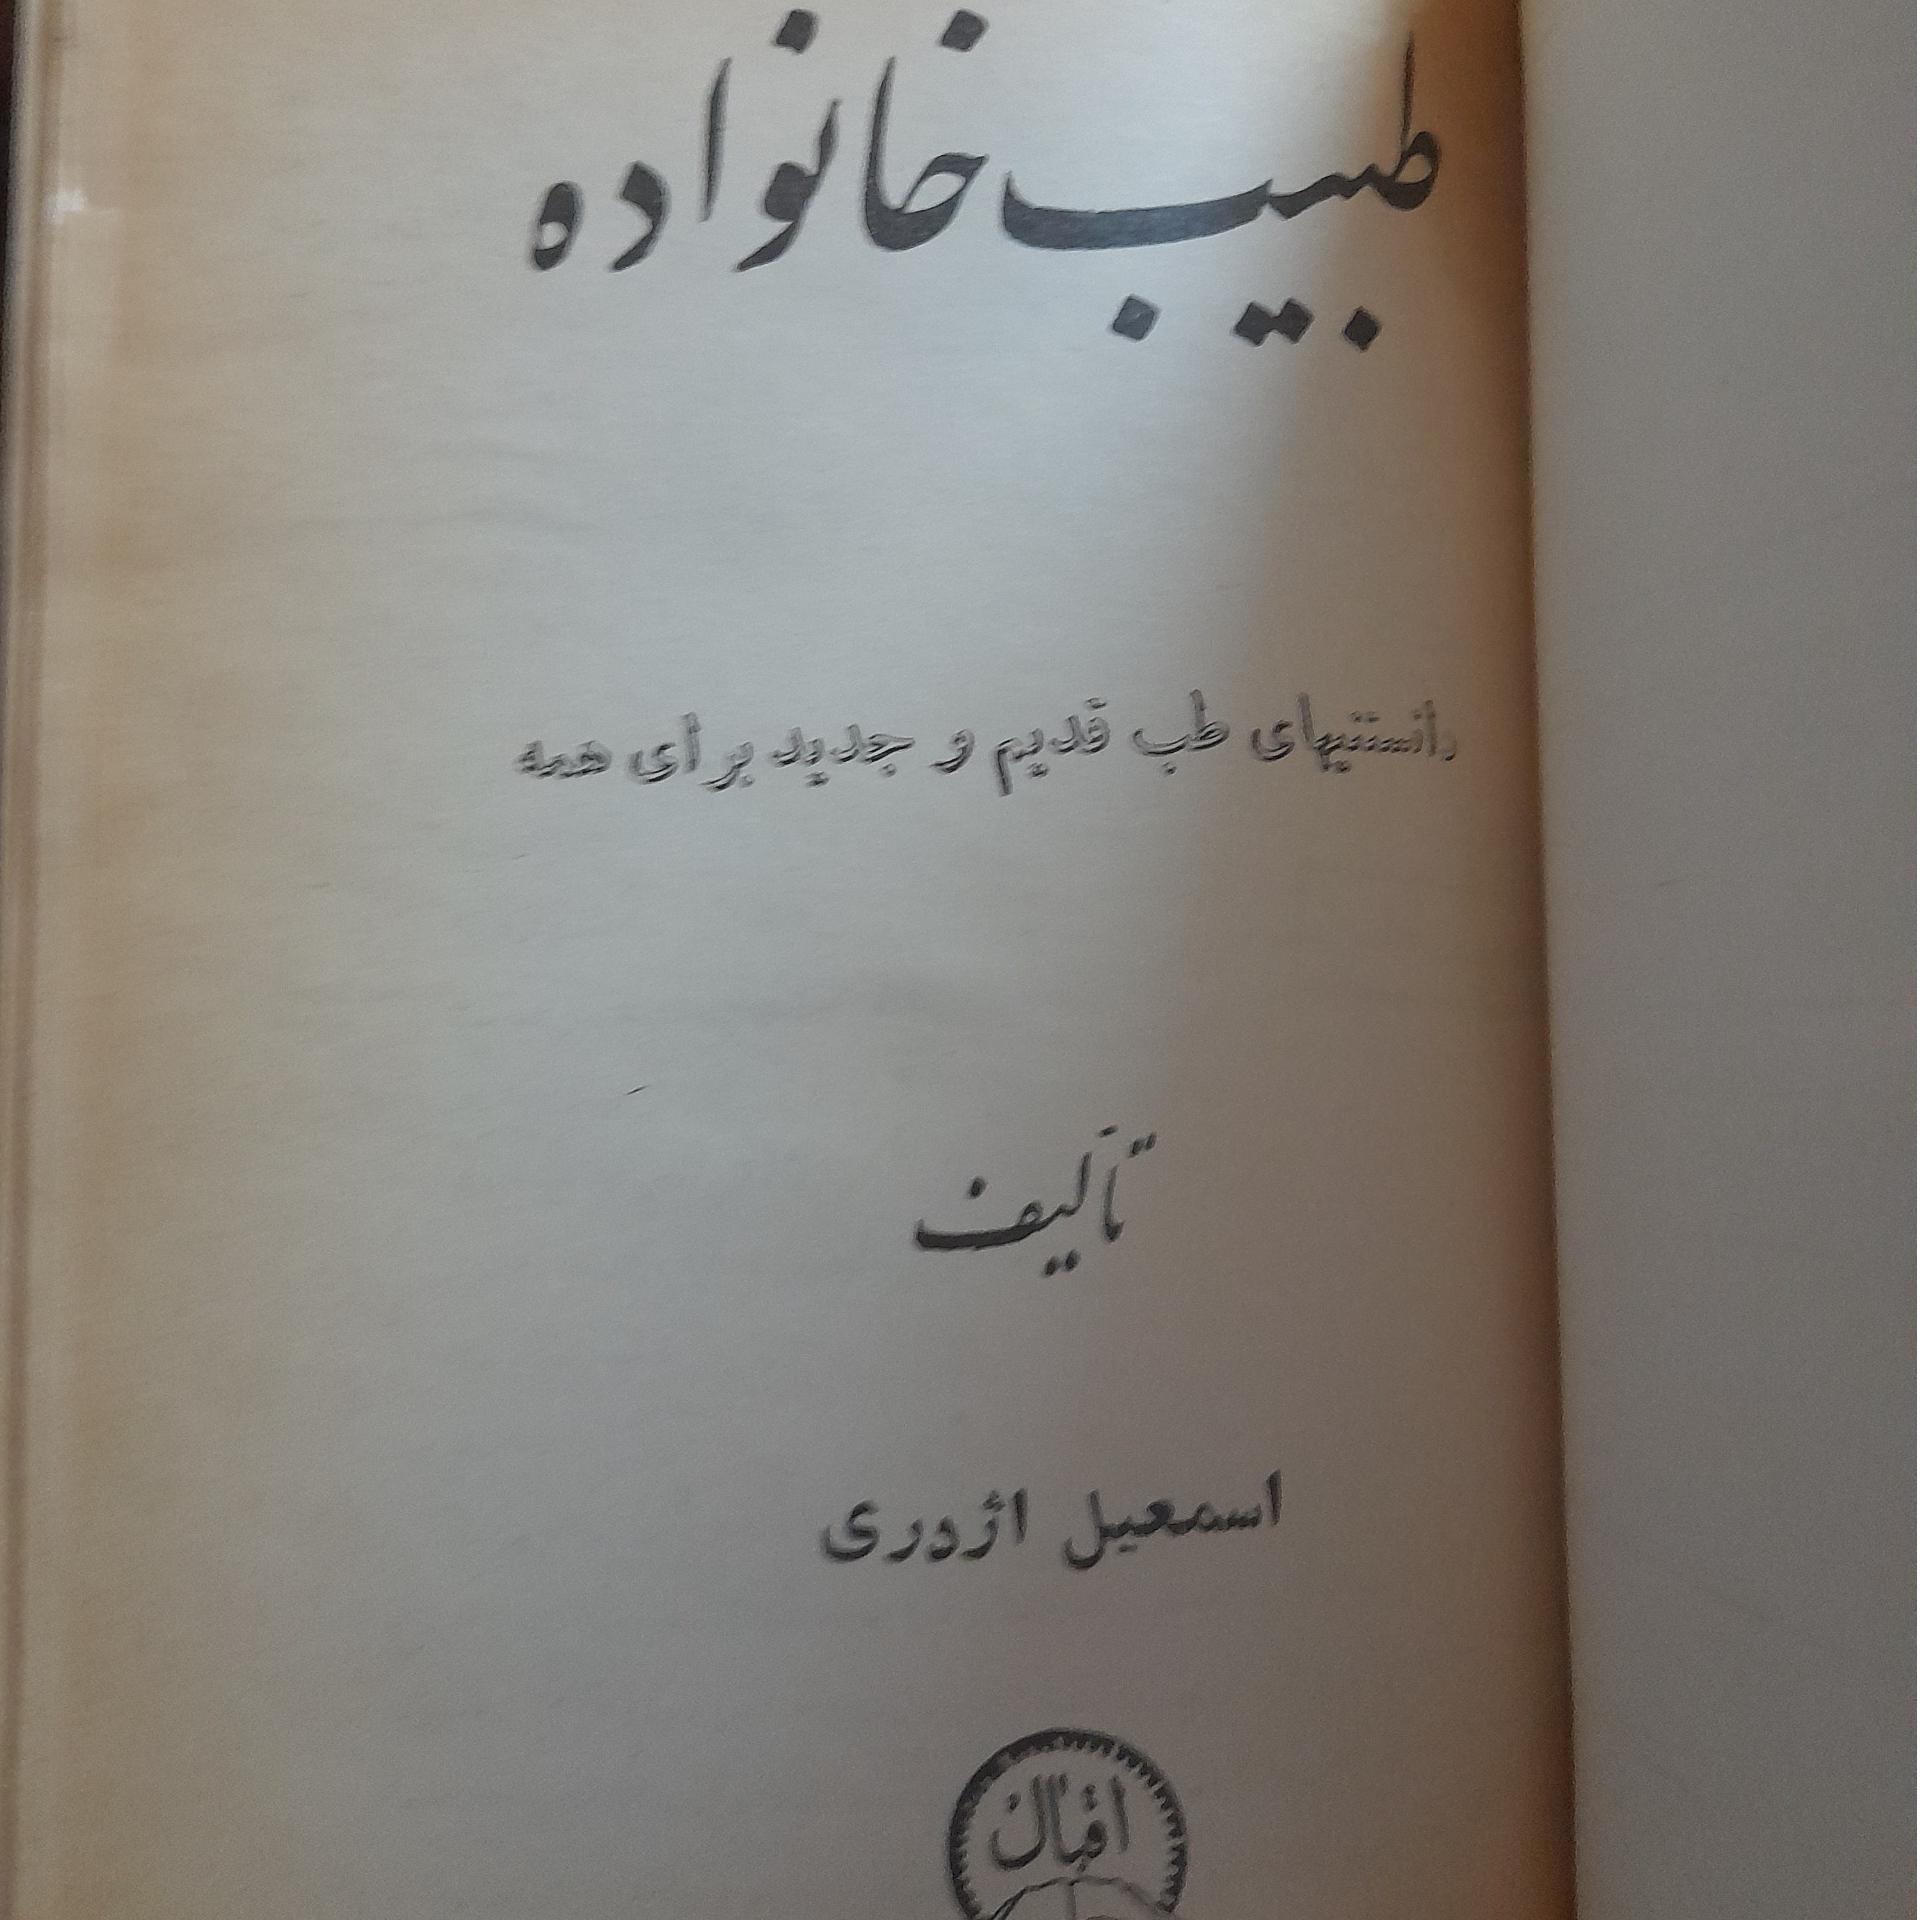 طبیب خانواده
دانستنیهای طب قدیم و جدید برای همه
تألیف
اسمعیل اژدری
اقبال